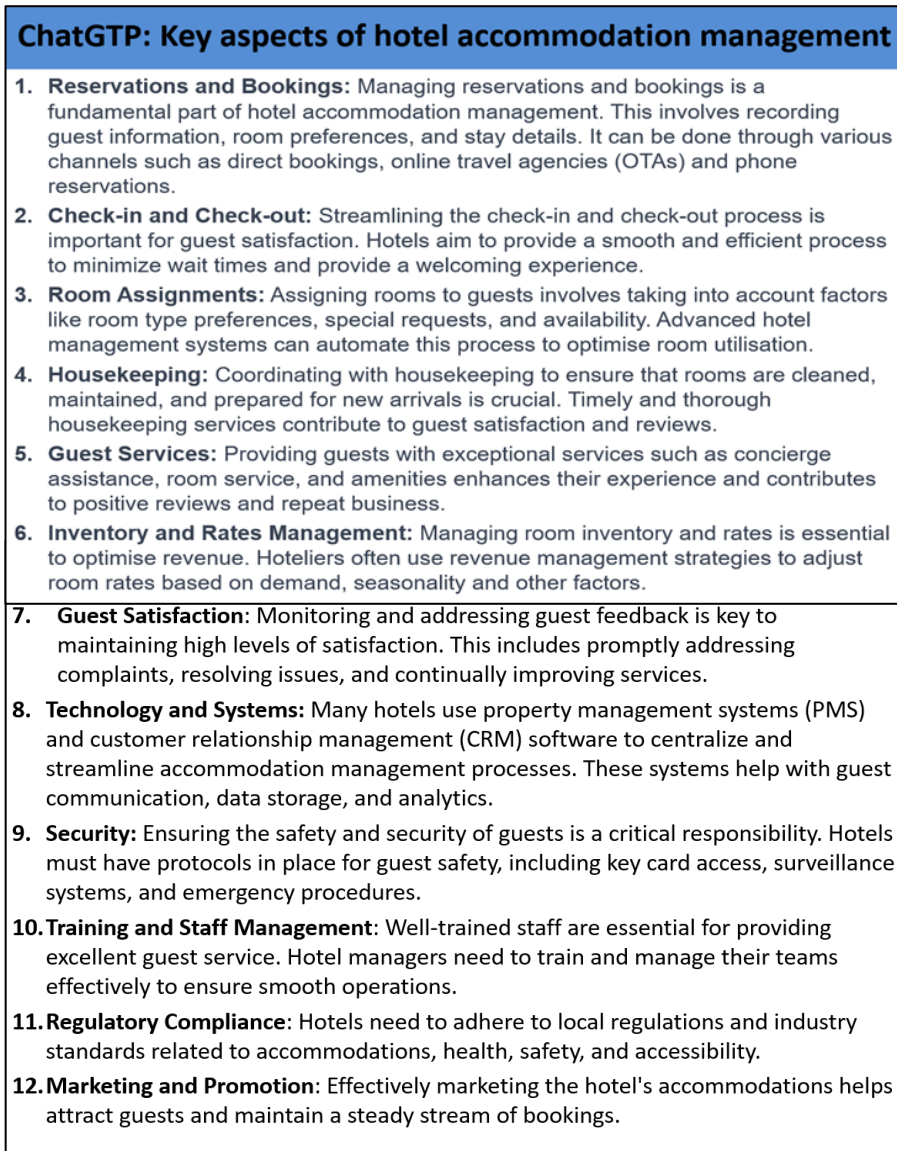 ChatGTP: Key aspects of hotel accommodation management
1. Reservations and Bookings: Managing reservations and bookings is a
fundamental part of hotel accommodation management. This involves recording
guest information, room preferences, and stay details. It can be done through various
channels such as direct bookings, online travel agencies (OTAs) and phone
reservations.
2. Check-in and Check-out: Streamlining the check-in and check-out process is
important for guest satisfaction. Hotels aim to provide a smooth and efficient process
to minimize wait times and provide a welcoming experience.
3. Room Assignments: Assigning rooms to guests involves taking into account factors
like room type preferences, special requests, and availability. Advanced hotel
management systems can automate this process to optimise room utilisation.
4. Housekeeping: Coordinating with housekeeping to ensure that rooms are cleaned,
maintained, and prepared for new arrivals is crucial. Timely and thorough
housekeeping services contribute to guest satisfaction and reviews.
5. Guest Services: Providing guests with exceptional services such as concierge
assistance, room service, and amenities enhances their experience and contributes
to positive reviews and repeat business.
6. Inventory and Rates Management: Managing room inventory and rates is essential
to optimise revenue. Hoteliers often use revenue management strategies to adjust
room rates based on demand, seasonality and other factors.
7. Guest Satisfaction: Monitoring and addressing guest feedback is key to
maintaining high levels of satisfaction. This includes promptly addressing
complaints, resolving issues, and continually improving services.
8. Technology and Systems: Many hotels use property management systems (PMS)
and customer relationship management (CRM) software to centralize and
streamline accommodation management processes. These systems help with guest
communication, data storage, and analytics.
9. Security: Ensuring the safety and security of guests is a critical responsibility. Hotels
must have protocols in place for guest safety, including key card access, surveillance
systems, and emergency procedures.
10. Training and Staff Management: Well-trained staff are essential for providing
excellent guest service. Hotel managers need to train and manage their teams
effectively to ensure smooth operations.
11. Regulatory Compliance: Hotels need to adhere to local regulations and industry
standards related to accommodations, health, safety, and accessibility.
12. Marketing and Promotion: Effectively marketing the hotel's accommodations helps
attract guests and maintain a steady stream of bookings.